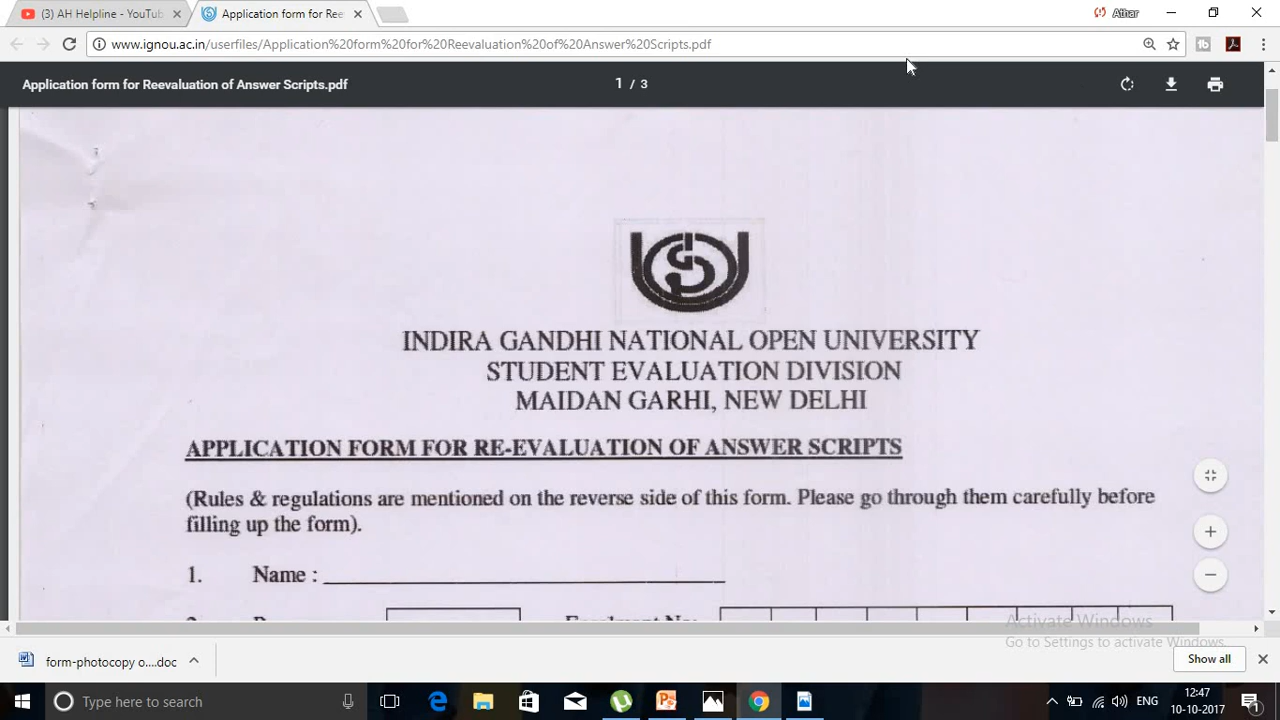 (3) AH Helpline - YouTub
Application form for Ree
Athar
www.ignou.ac.in/userfiles/Application%20form%20for%20Reevaluation%20of%20Answer%20Scripts.pdf
Application form for Reevaluation of Answer Scripts.pdf
1 / 3
INDIRA GANDHI NATIONAL OPEN UNIVERSITY
STUDENT EVALUATION DIVISION
MAIDAN GARHI, NEW DELHI
APPLICATION FORM FOR RE-EVALUATION OF ANSWER SCRIPTS
(Rules & regulations are mentioned on the reverse side of this form. Please go through them carefully before
filling up the form).
1. Name :
Activate Windows
Go to Settings to activate Windows.
form-photocopy o....doc
Show all
Type here to search
ENG
12:47
10-10-2017
1